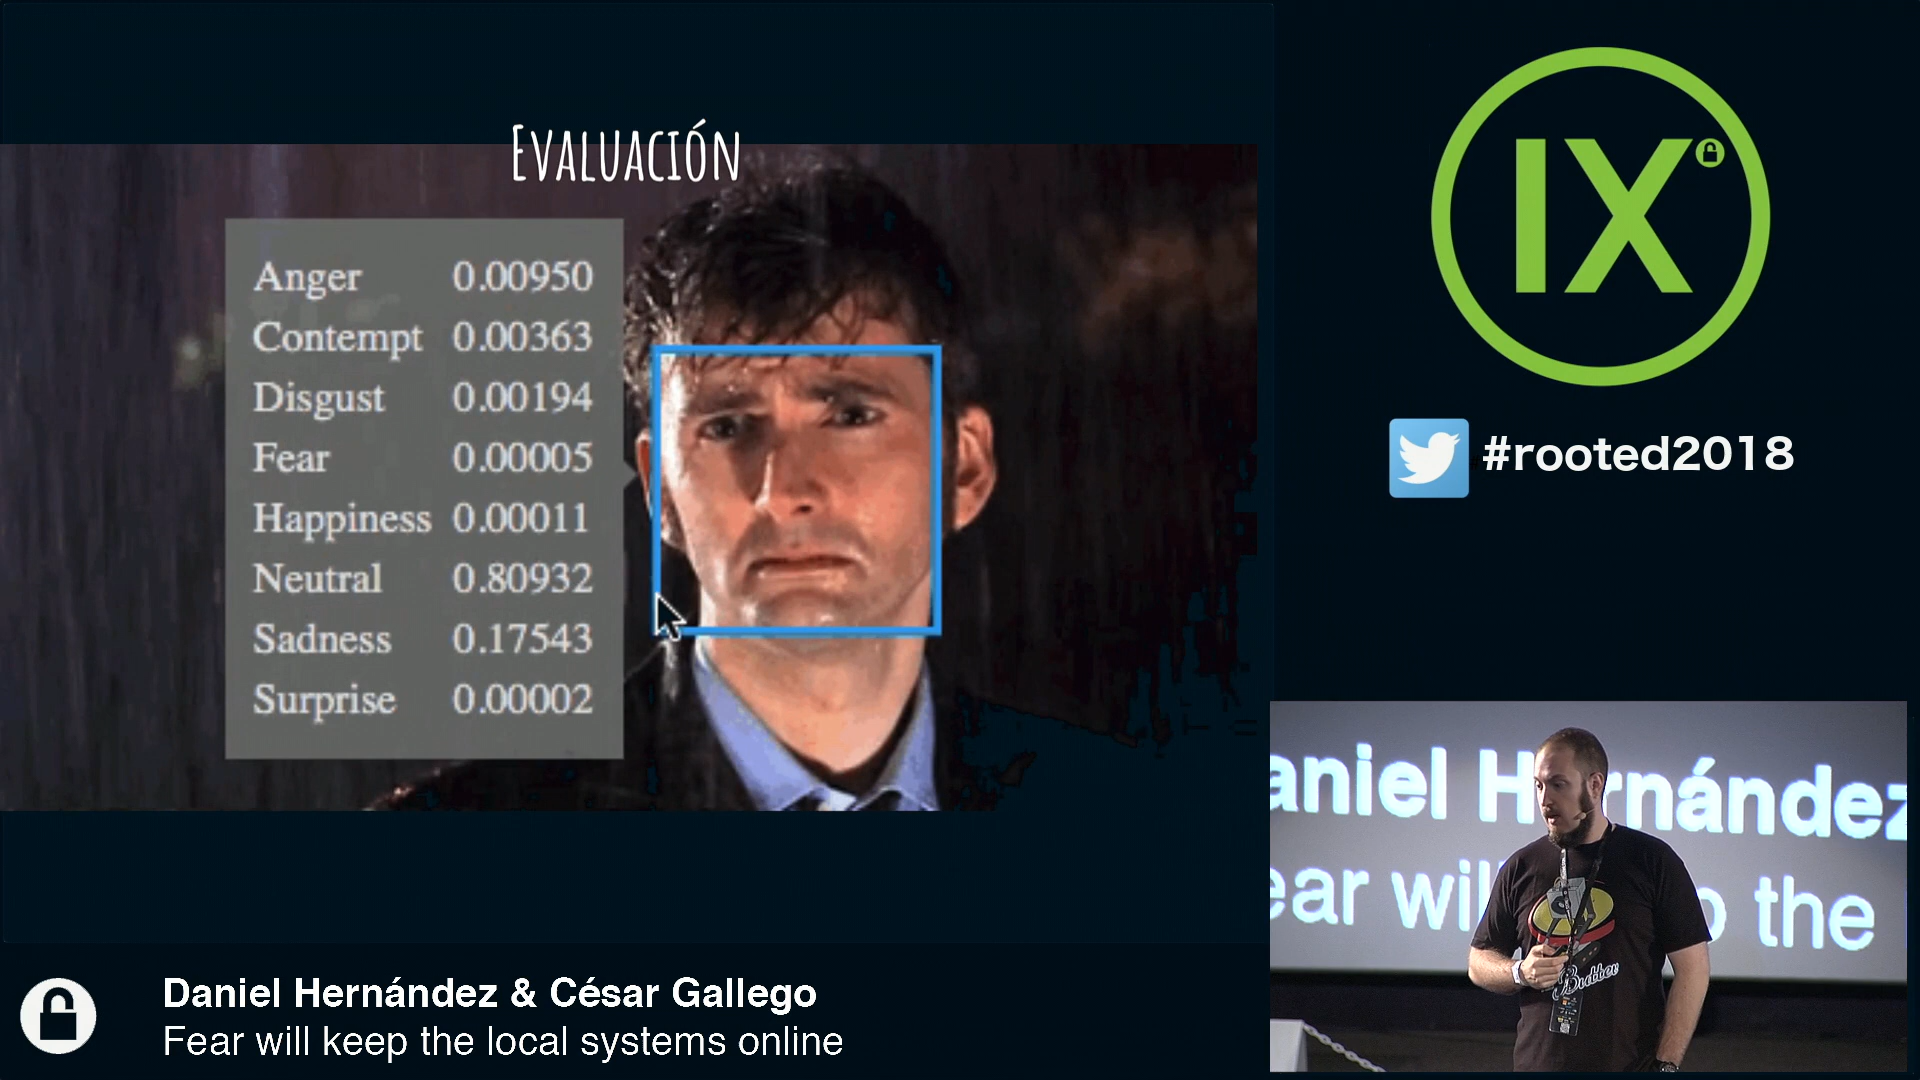 Evaluación
Anger 0.00950
Contempt 0.00363
Disgust 0.00194
Fear 0.00005
Happiness 0.00011
Neutral 0.80932
Sadness 0.17543
Surprise 0.00002
IX
#rooted2018
aniel H rnández
ear wil the
Butter
Daniel Hernández & César Gallego
Fear will keep the local systems online